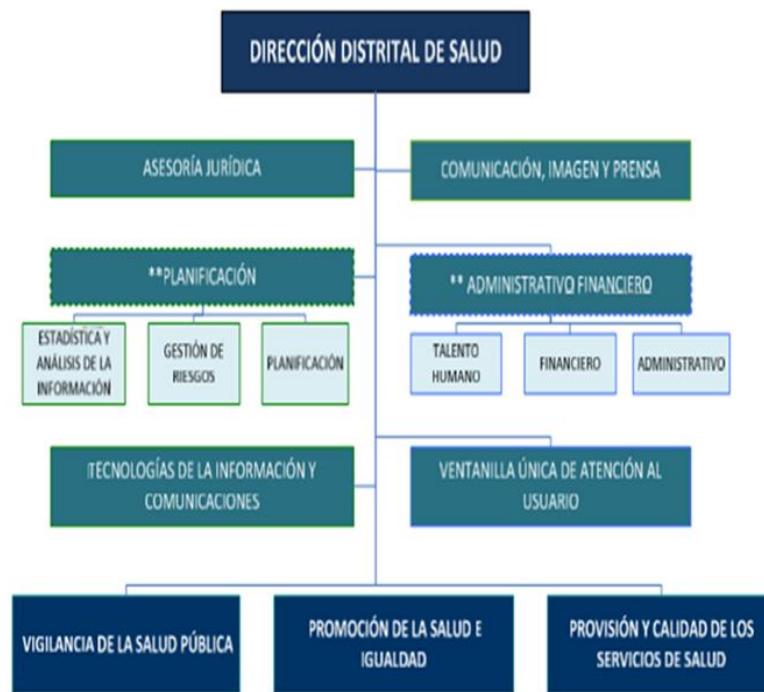 DIRECCIÓN DISTRITAL DE SALUD
ASESORÍA JURÍDICA
COMUNICACIÓN, IMAGEN Y PRENSA
**PLANIFICACIÓN
** ADMINISTRATIVO FINANCIERO
ESTADÍSTICA Y
ANÁLISIS DE LA
INFORMACIÓN
GESTIÓN DE
RIESGOS
PLANIFICACIÓN
TALENTO
HUMANO
FINANCIERO
ADMINISTRATIVO
TECNOLOGÍAS DE LA INFORMACIÓN Y
COMUNICACIONES
VENTANILLA ÚNICA DE ATENCIÓN AL
USUARIO
VIGILANCIA DE LA SALUD PÚBLICA
PROMOCIÓN DE LA SALUD E
IGUALDAD
PROVISIÓN Y CALIDAD DE LOS
SERVICIOS DE SALUD